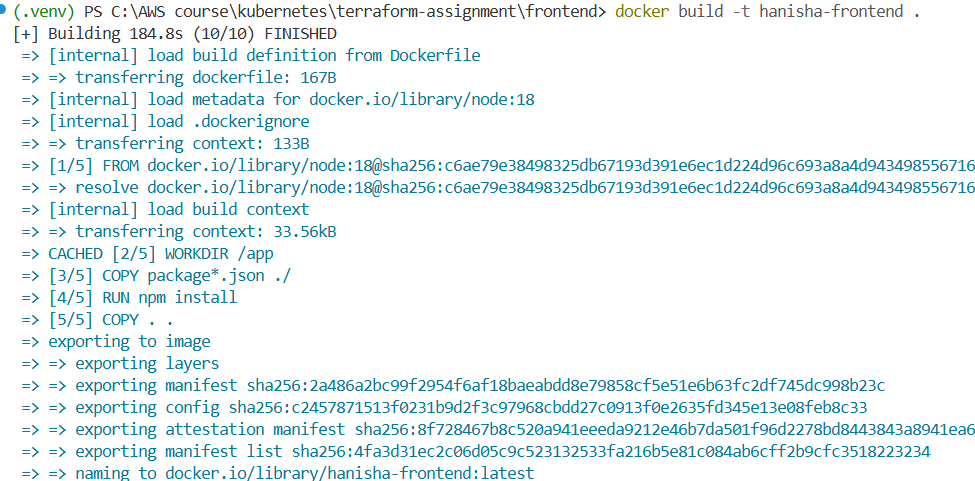 (.venv) PS C:\AWS course\kubernetes\terraform-assignment\frontend> docker build -t hanisha-frontend .
[+] Building 184.8s (10/10) FINISHED
=> [internal] load build definition from Dockerfile
=> => transferring dockerfile: 167B
=> [internal] load metadata for docker.io/library/node:18
=> [internal] load .dockerignore
=> => transferring context: 133B
=> [1/5] FROM docker.io/library/node:18@sha256:c6ae79e38498325db67193d391e6ec1d224d96c693a8a4d943498556716
=> => resolve docker.io/library/node:18@sha256:c6ae79e38498325db67193d391e6ec1d224d96c693a8a4d943498556716
=> [internal] load build context
=> => transferring context: 33.56kB
=> CACHED [2/5] WORKDIR /app
=> [3/5] COPY package*.json ./
=> [4/5] RUN npm install
=> [5/5] COPY . .
=> exporting to image
=> => exporting layers
=> => exporting manifest sha256:2a486a2bc99f2954f6af18baeabdd8e79858cf5e51e6b63fc2df745dc998b23c
=> => exporting config sha256:c2457871513f0231b9d2f3c97968cbdd27c0913f0e2635fd345e13e08feb8c33
=> => exporting attestation manifest sha256:8f728467b8c520a941eeeda9212e46b7da501f96d2278bd8443843a8941ea6
=> => exporting manifest list sha256:4fa3d31ec2c06d05c9c523132533fa216b5e81c084ab6cff2b9cfc3518223234
=> => naming to docker.io/library/hanisha-frontend:latest